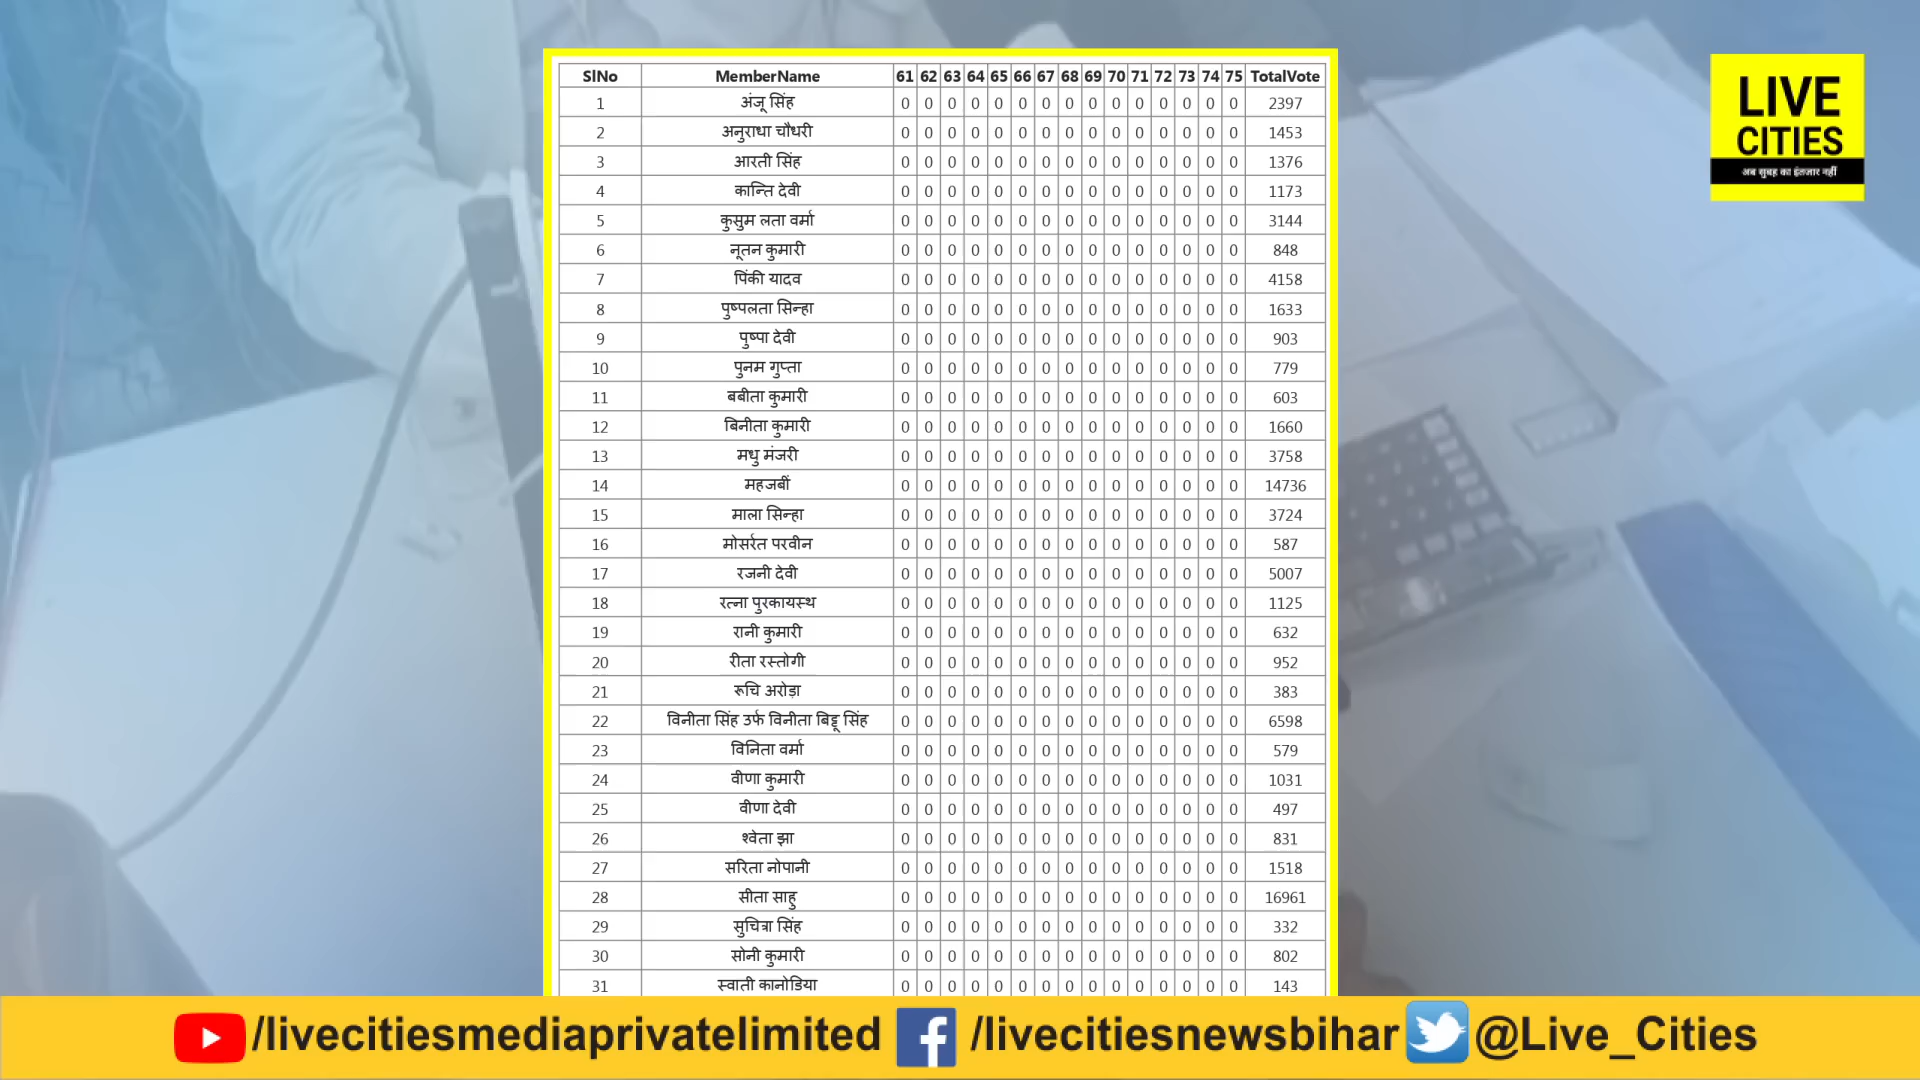 SlNo MemberName 61 62 63 64 65 66 67 68 69 70 71 72 73 74 75 TotalVote
1 अंजू सिंह 0 0 0 0 0 0 0 0 0 0 0 0 0 0 0 2397
2 अनुराधा चौधरी 0 0 0 0 0 0 0 0 0 0 0 0 0 0 0 1453
3 आरती सिंह 0 0 0 0 0 0 0 0 0 0 0 0 0 0 0 1376
4 कान्ति देवी 0 0 0 0 0 0 0 0 0 0 0 0 0 0 0 1173
5 कुसुम लता वर्मा 0 0 0 0 0 0 0 0 0 0 0 0 0 0 0 3144
6 नूतन कुमारी 0 0 0 0 0 0 0 0 0 0 0 0 0 0 0 848
7 पिंकी यादव 0 0 0 0 0 0 0 0 0 0 0 0 0 0 0 4158
8 पुष्पलता सिन्हा 0 0 0 0 0 0 0 0 0 0 0 0 0 0 0 1633
9 पुष्पा देवी 0 0 0 0 0 0 0 0 0 0 0 0 0 0 0 903
10 पुनम गुप्ता 0 0 0 0 0 0 0 0 0 0 0 0 0 0 0 779
11 बबीता कुमारी 0 0 0 0 0 0 0 0 0 0 0 0 0 0 0 603
12 बिनीता कुमारी 0 0 0 0 0 0 0 0 0 0 0 0 0 0 0 1660
13 मधु मंजरी 0 0 0 0 0 0 0 0 0 0 0 0 0 0 0 3758
14 महजबीं 0 0 0 0 0 0 0 0 0 0 0 0 0 0 0 14736
15 माला सिन्हा 0 0 0 0 0 0 0 0 0 0 0 0 0 0 0 3724
16 मोसर्रत परवीन 0 0 0 0 0 0 0 0 0 0 0 0 0 0 0 587
17 रजनी देवी 0 0 0 0 0 0 0 0 0 0 0 0 0 0 0 5007
18 रत्ना पुरकायस्थ 0 0 0 0 0 0 0 0 0 0 0 0 0 0 0 1125
19 रानी कुमारी 0 0 0 0 0 0 0 0 0 0 0 0 0 0 0 632
20 रीता रस्तोगी 0 0 0 0 0 0 0 0 0 0 0 0 0 0 0 952
21 रूचि अरोड़ा 0 0 0 0 0 0 0 0 0 0 0 0 0 0 0 383
22 विनीता सिंह उर्फ विनीता बिट्टू सिंह 0 0 0 0 0 0 0 0 0 0 0 0 0 0 0 6598
23 विनिता वर्मा 0 0 0 0 0 0 0 0 0 0 0 0 0 0 0 579
24 वीणा कुमारी 0 0 0 0 0 0 0 0 0 0 0 0 0 0 0 1031
25 वीणा देवी 0 0 0 0 0 0 0 0 0 0 0 0 0 0 0 497
26 श्वेता झा 0 0 0 0 0 0 0 0 0 0 0 0 0 0 0 831
27 सरिता नोपानी 0 0 0 0 0 0 0 0 0 0 0 0 0 0 0 1518
28 सीता साहु 0 0 0 0 0 0 0 0 0 0 0 0 0 0 0 16961
29 सुचित्रा सिंह 0 0 0 0 0 0 0 0 0 0 0 0 0 0 0 332
30 सोनी कुमारी 0 0 0 0 0 0 0 0 0 0 0 0 0 0 0 802
31 स्वाती कानोडिया 0 0 0 0 0 0 0 0 0 0 0 0 0 0 0 143
LIVE
CITIES
अब सुबह का इंतजार नहीं
/livecitiesmediaprivatelimited /livecitiesnewsbihar @Live_Cities